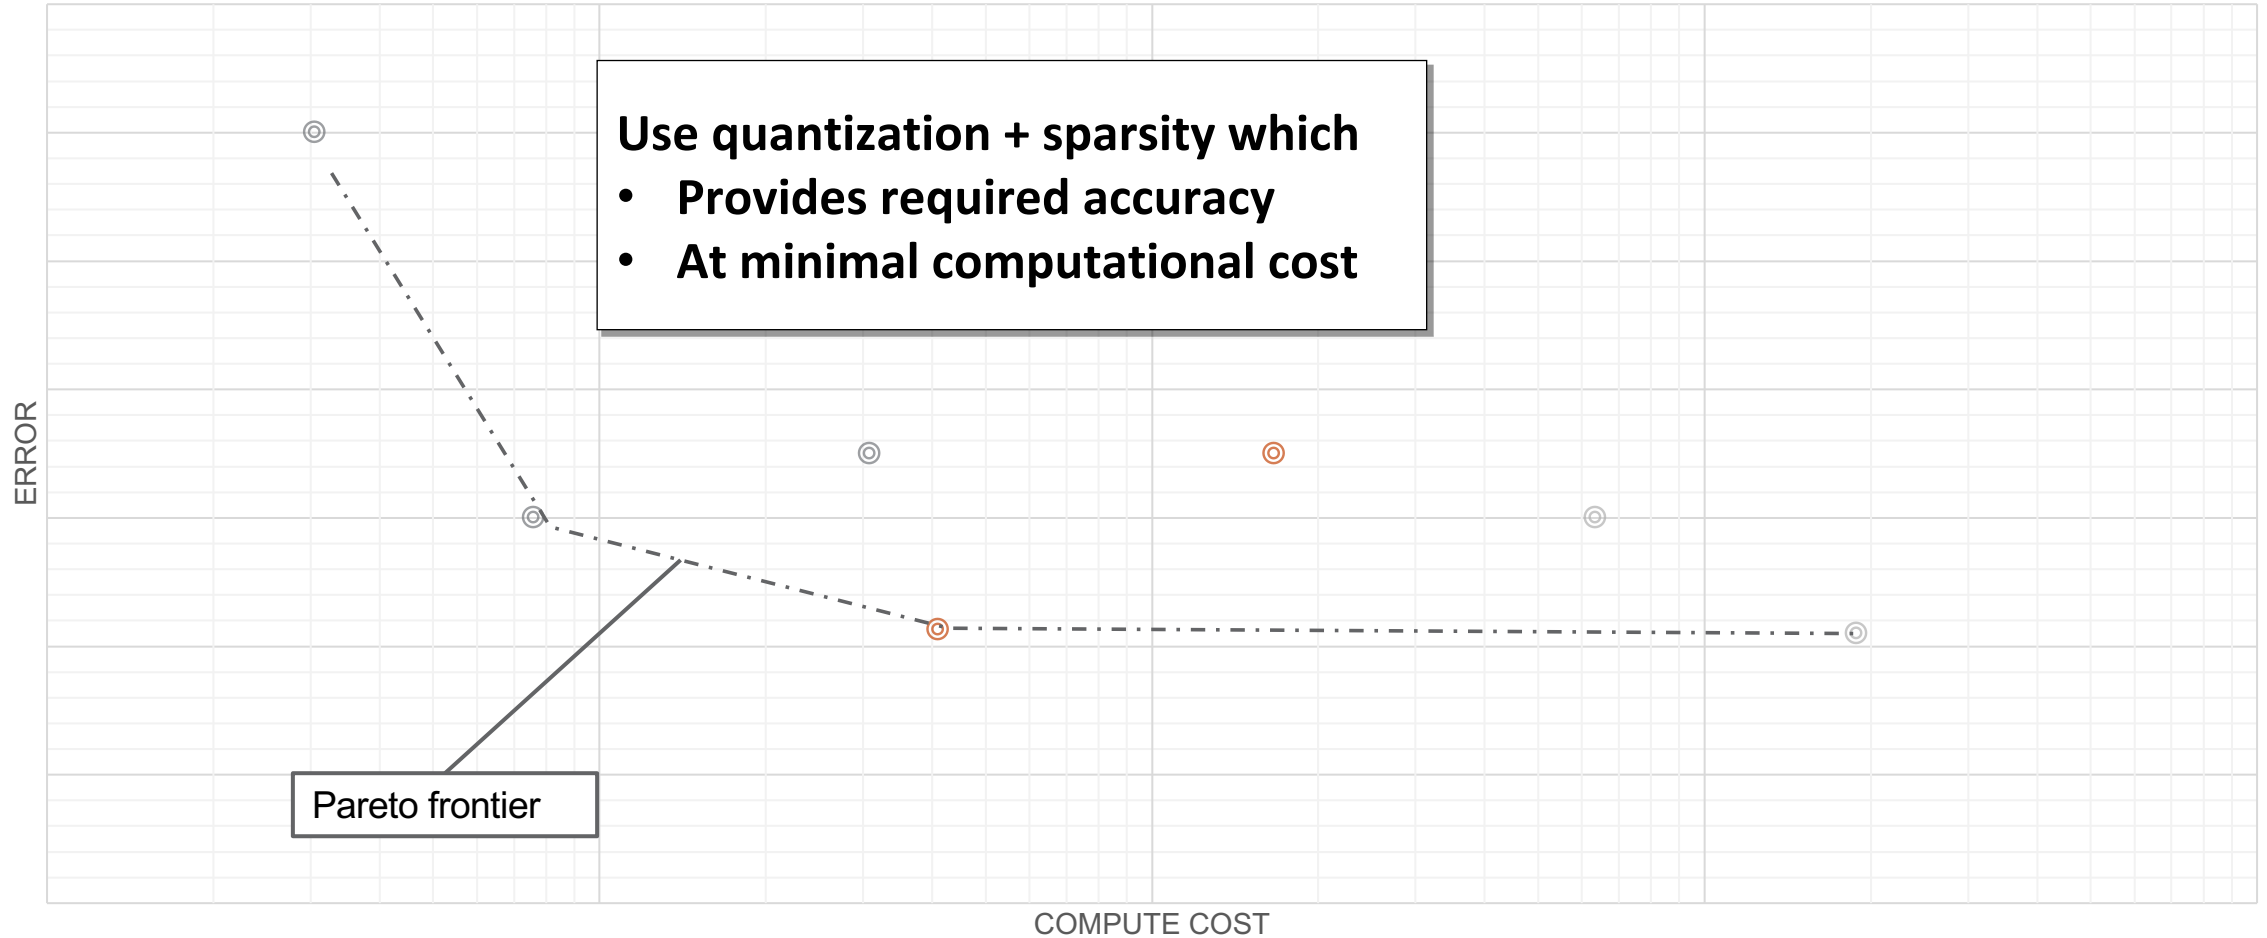 Use quantization + sparsity which
• Provides required accuracy
• At minimal computational cost
ERROR
Pareto frontier
COMPUTE COST